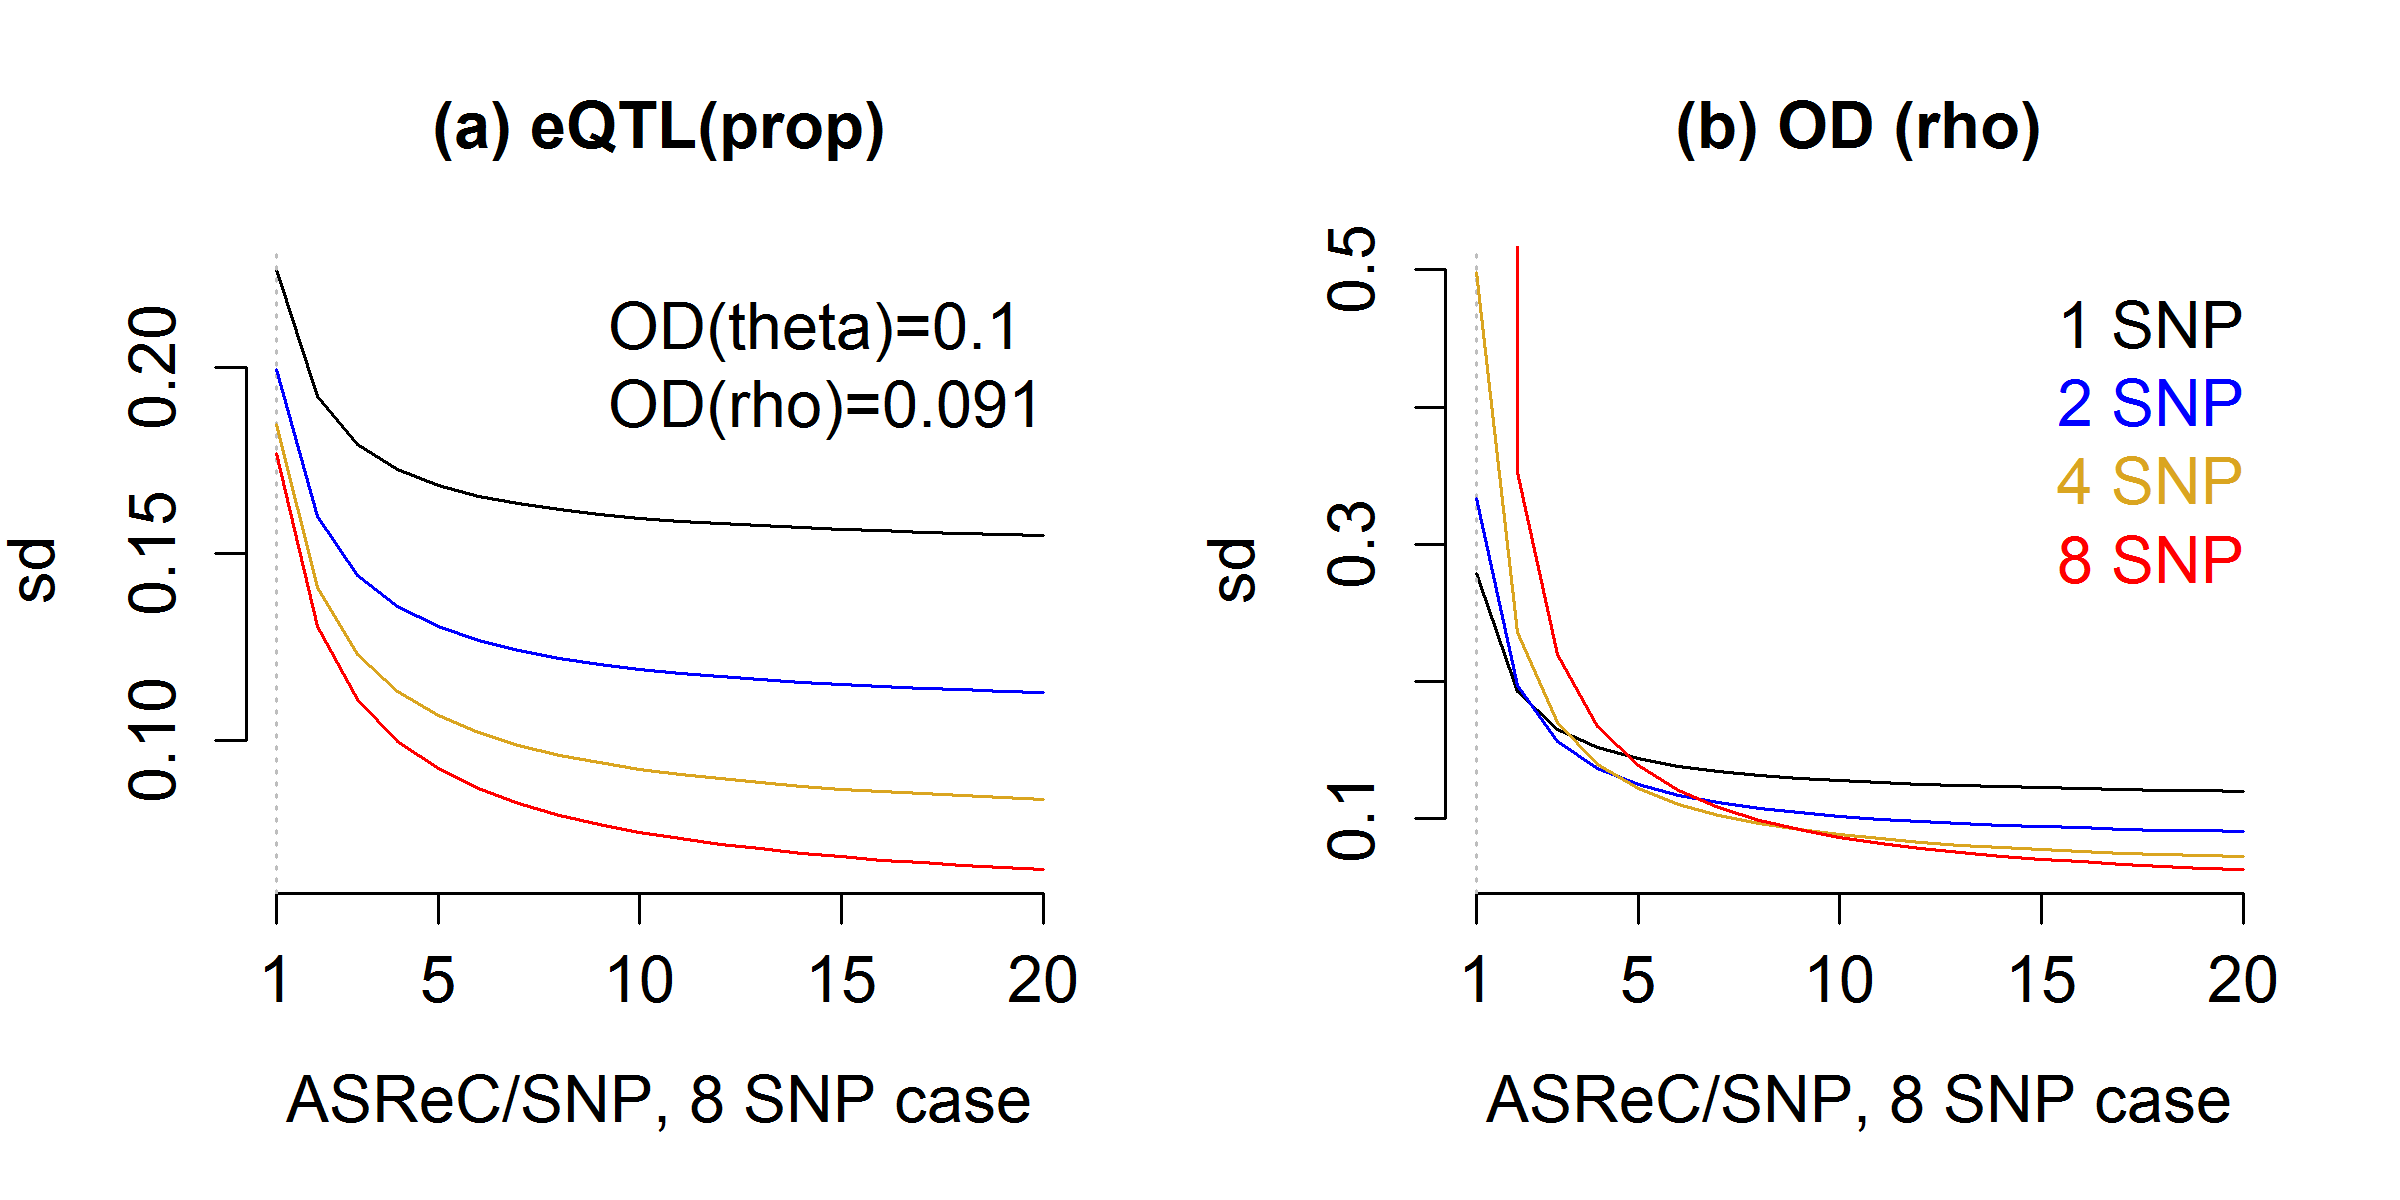 (a) eQTL(prop)
OD(theta)=0.1
OD(rho)=0.091
sd
0.20
0.15
0.10
1 5 10 15 20
ASReC/SNP, 8 SNP case
(b) OD (rho)
1 SNP
2 SNP
4 SNP
8 SNP
sd
0.5
0.3
0.1
1 5 10 15 20
ASReC/SNP, 8 SNP case